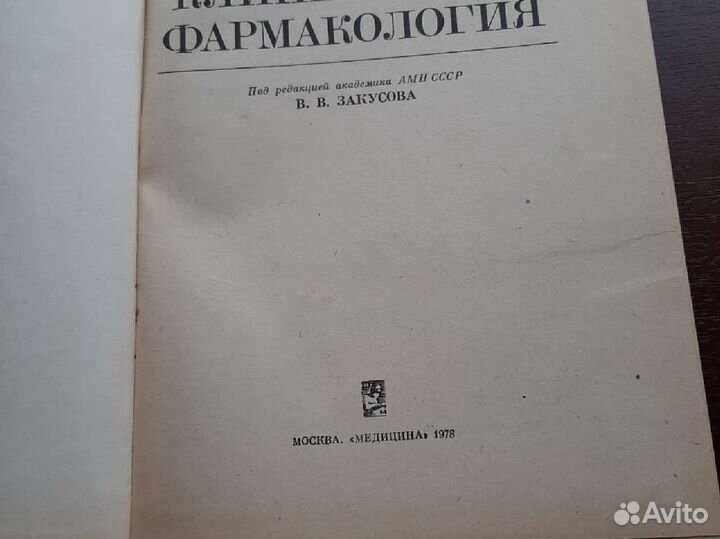 ФАРМАКОЛОГИЯ
Под редакцией академика АМН СССР
В. В. ЗАКУСОВА
МОСКВА. «МЕДИЦИНА» 1978
Avito